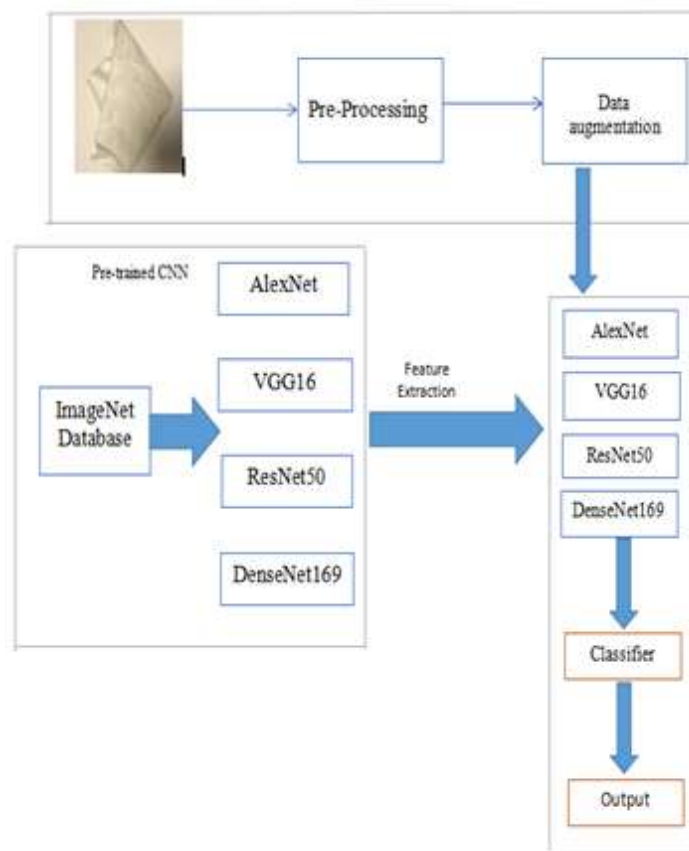 Pre-Processing
Data
augmentation
Pre-trained CNN
AlexNet
VGG16
ImageNet
Database
ResNet50
DenseNet169
Feature
Extraction
AlexNet
VGG16
ResNet50
DenseNet169
Classifier
Output